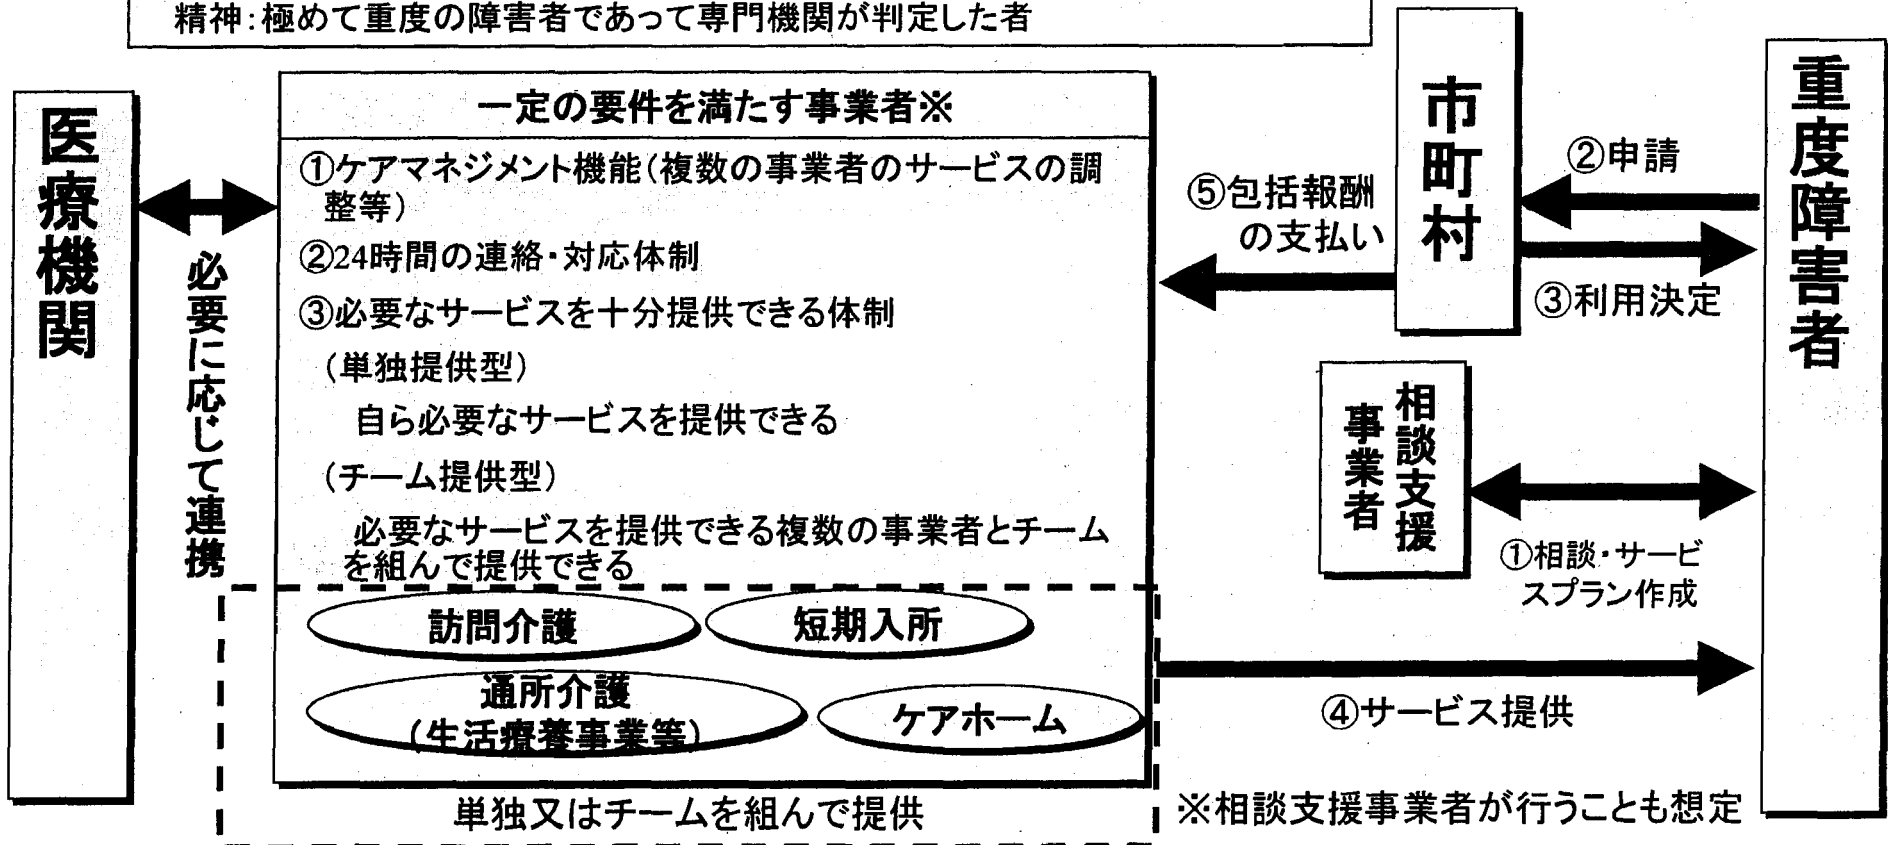 精神：極めて重度の障害者であって専門機関が判定した者
医療機関
必要に応じて連携
一定の要件を満たす事業者※
①ケアマネジメント機能（複数の事業者のサービスの調
整等）
②24時間の連絡・対応体制
③必要なサービスを十分提供できる体制
（単独提供型）
自ら必要なサービスを提供できる
（チーム提供型）
必要なサービスを提供できる複数の事業者とチーム
を組んで提供できる
訪問介護
短期入所
通所介護
（生活療養事業等）
ケアホーム
単独又はチームを組んで提供
⑤包括報酬
の支払い
市町村
②申請
③利用決定
相談支援
事業者
①相談・サービ
スプラン作成
④サービス提供
※相談支援事業者が行うことも想定
重度障害者